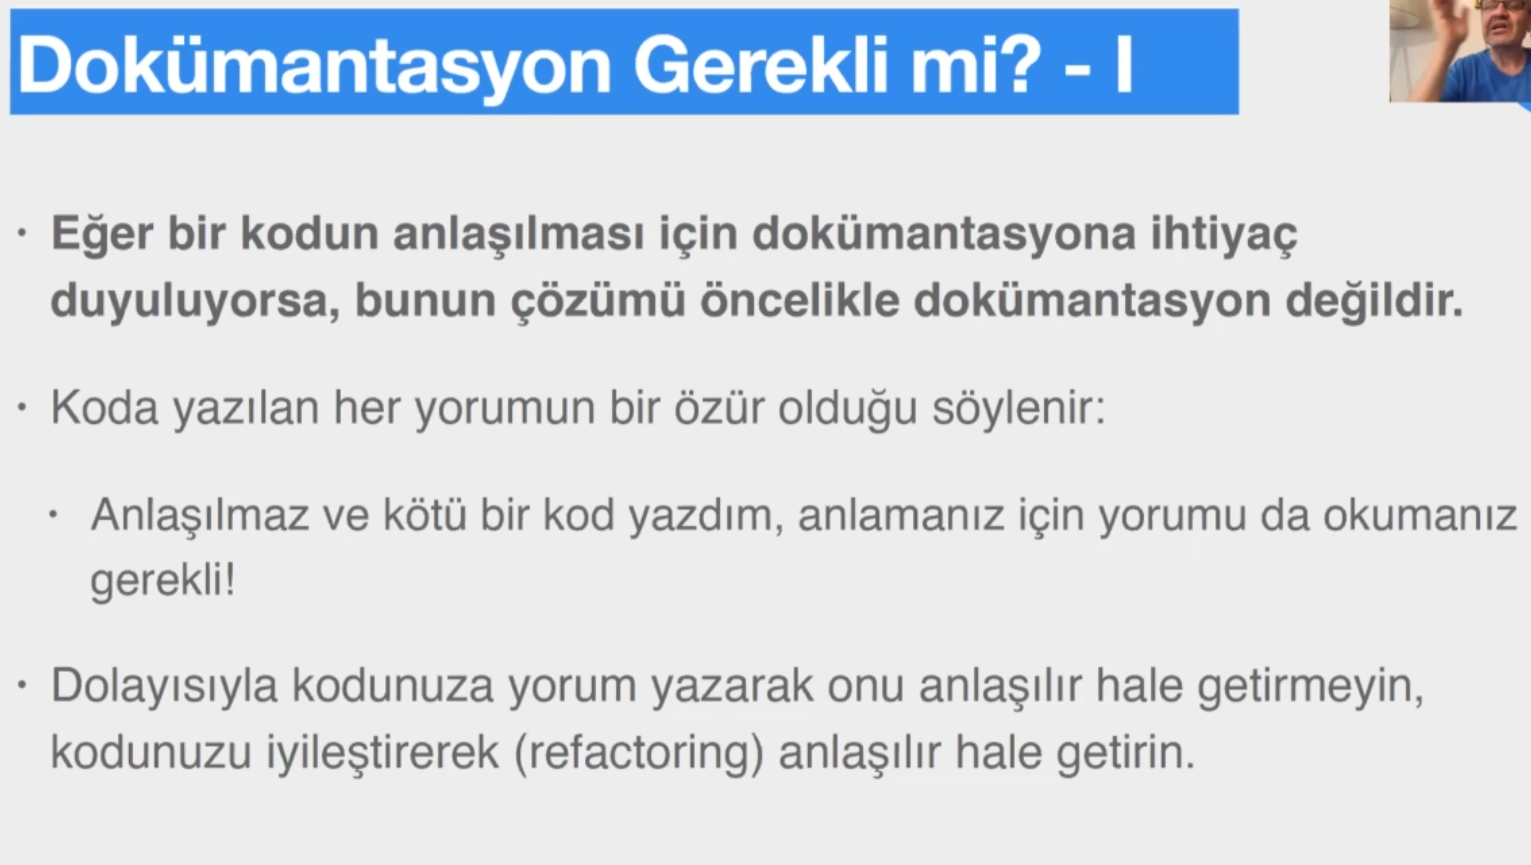 Dokümantasyon Gerekli mi? - I
• Eğer bir kodun anlaşılması için dokümantasyona ihtiyaç
duyuluyorsa, bunun çözümü öncelikle dokümantasyon değildir.
• Koda yazılan her yorumun bir özür olduğu söylenir:
• Anlaşılmaz ve kötü bir kod yazdım, anlamanız için yorumu da okumanız
gerekli!
• Dolayısıyla kodunuza yorum yazarak onu anlaşılır hale getirmeyin,
kodunuzu iyileştirerek (refactoring) anlaşılır hale getirin.